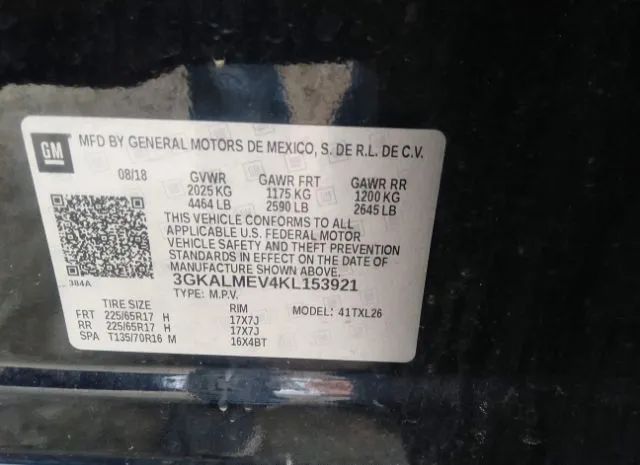 GM
MFD BY GENERAL MOTORS DE MEXICO, S. DE R.L. DE C.V.
08/18 GVWR GAWR FRT GAWR RR
2025 KG 1175 KG 1200 KG
4464 LB 2590 LB 2645 LB
THIS VEHICLE CONFORMS TO ALL
APPLICABLE U.S. FEDERAL MOTOR
VEHICLE SAFETY AND THEFT PREVENTION
STANDARDS IN EFFECT ON THE DATE OF
MANUFACTURE SHOWN ABOVE.
384A 3GKALMEV4KL153921
TYPE: M.P.V.
TIRE SIZE RIM MODEL: 41TXL26
FRT 225/65R17 H 17X7J
RR 225/65R17 H 17X7J
SPA T135/70R16 M 16X4BT